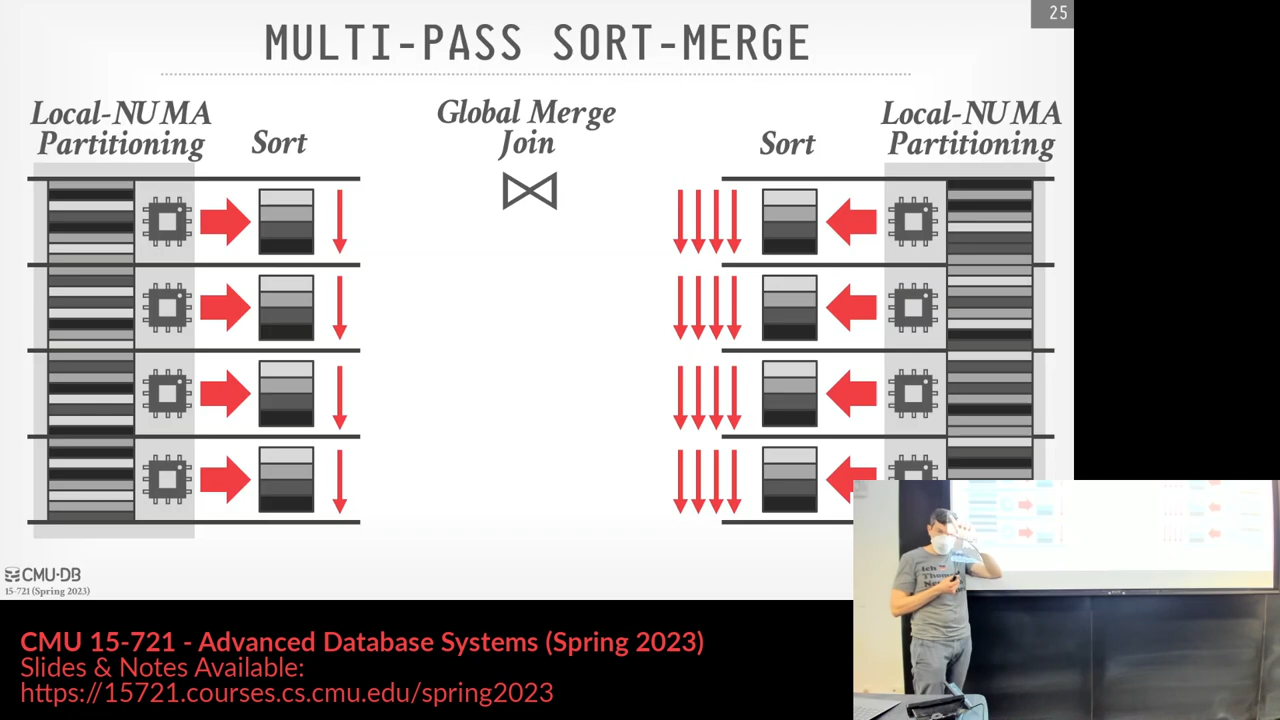 25
MULTI-PASS SORT-MERGE
Local-NUMA
Partitioning
Sort
Global Merge
Join
Sort
Local-NUMA
Partitioning
CMU·DB
15-721 (Spring 2023)
Ich
CMU 15-721 - Advanced Database Systems (Spring 2023)
Slides & Notes Available:
https://15721.courses.cs.cmu.edu/spring2023